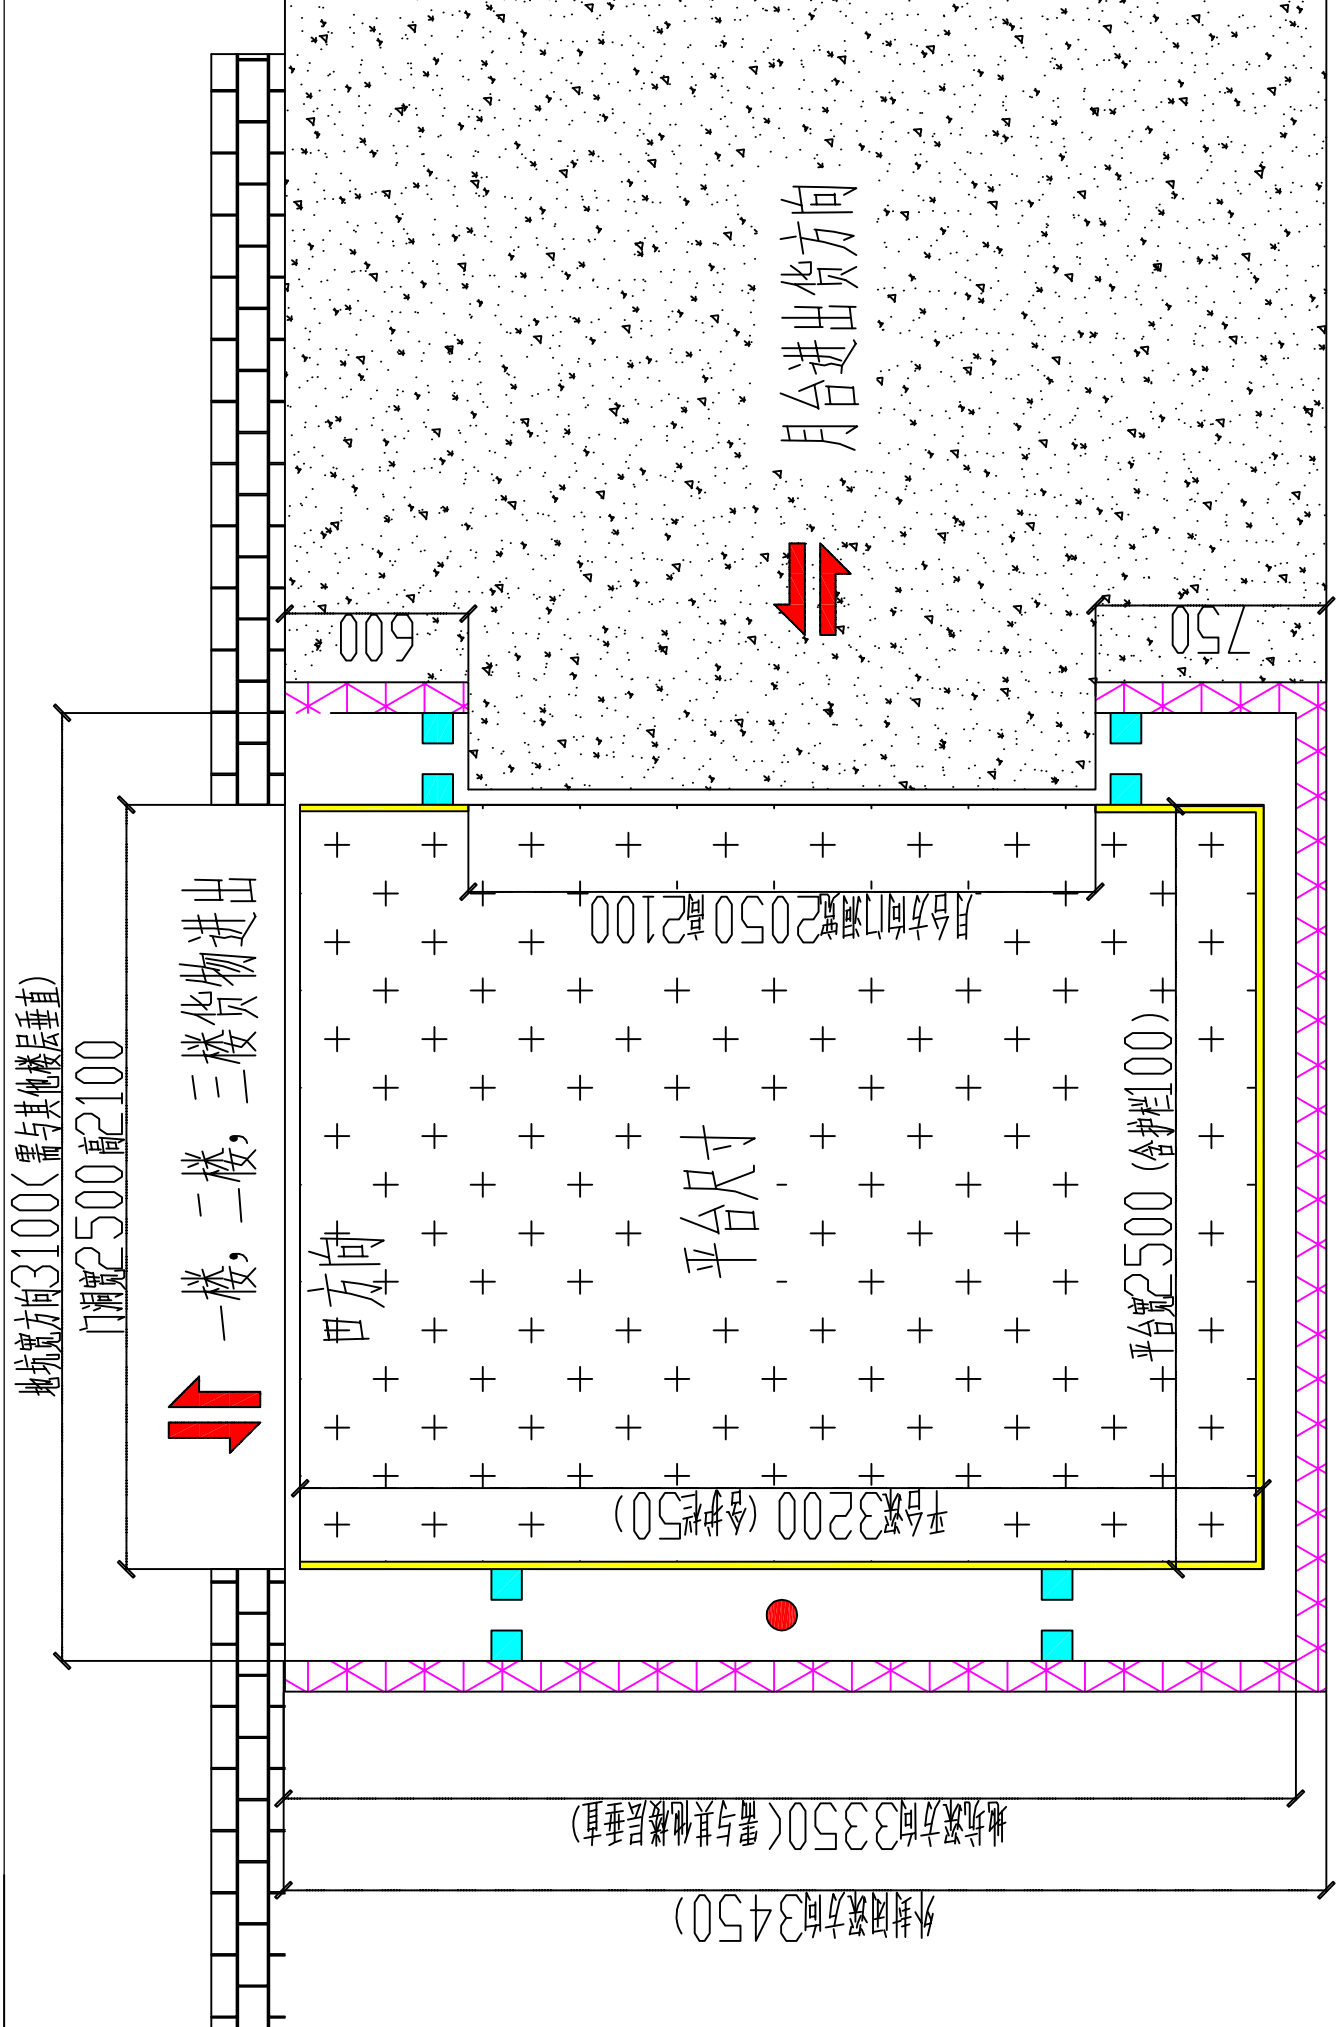 月台进出货方向
600
750
月台方向门洞宽2050高2100
地坑宽方向3100(需与其他楼层垂直)
门洞宽2500高2100
一楼,二楼,三楼货物进出
四方向
平台尺寸
平台宽2500(含护栏100)
平台深3200(含护栏50)
地坑深方向3350(需与其他楼层垂直)
外封闭深方向3450)